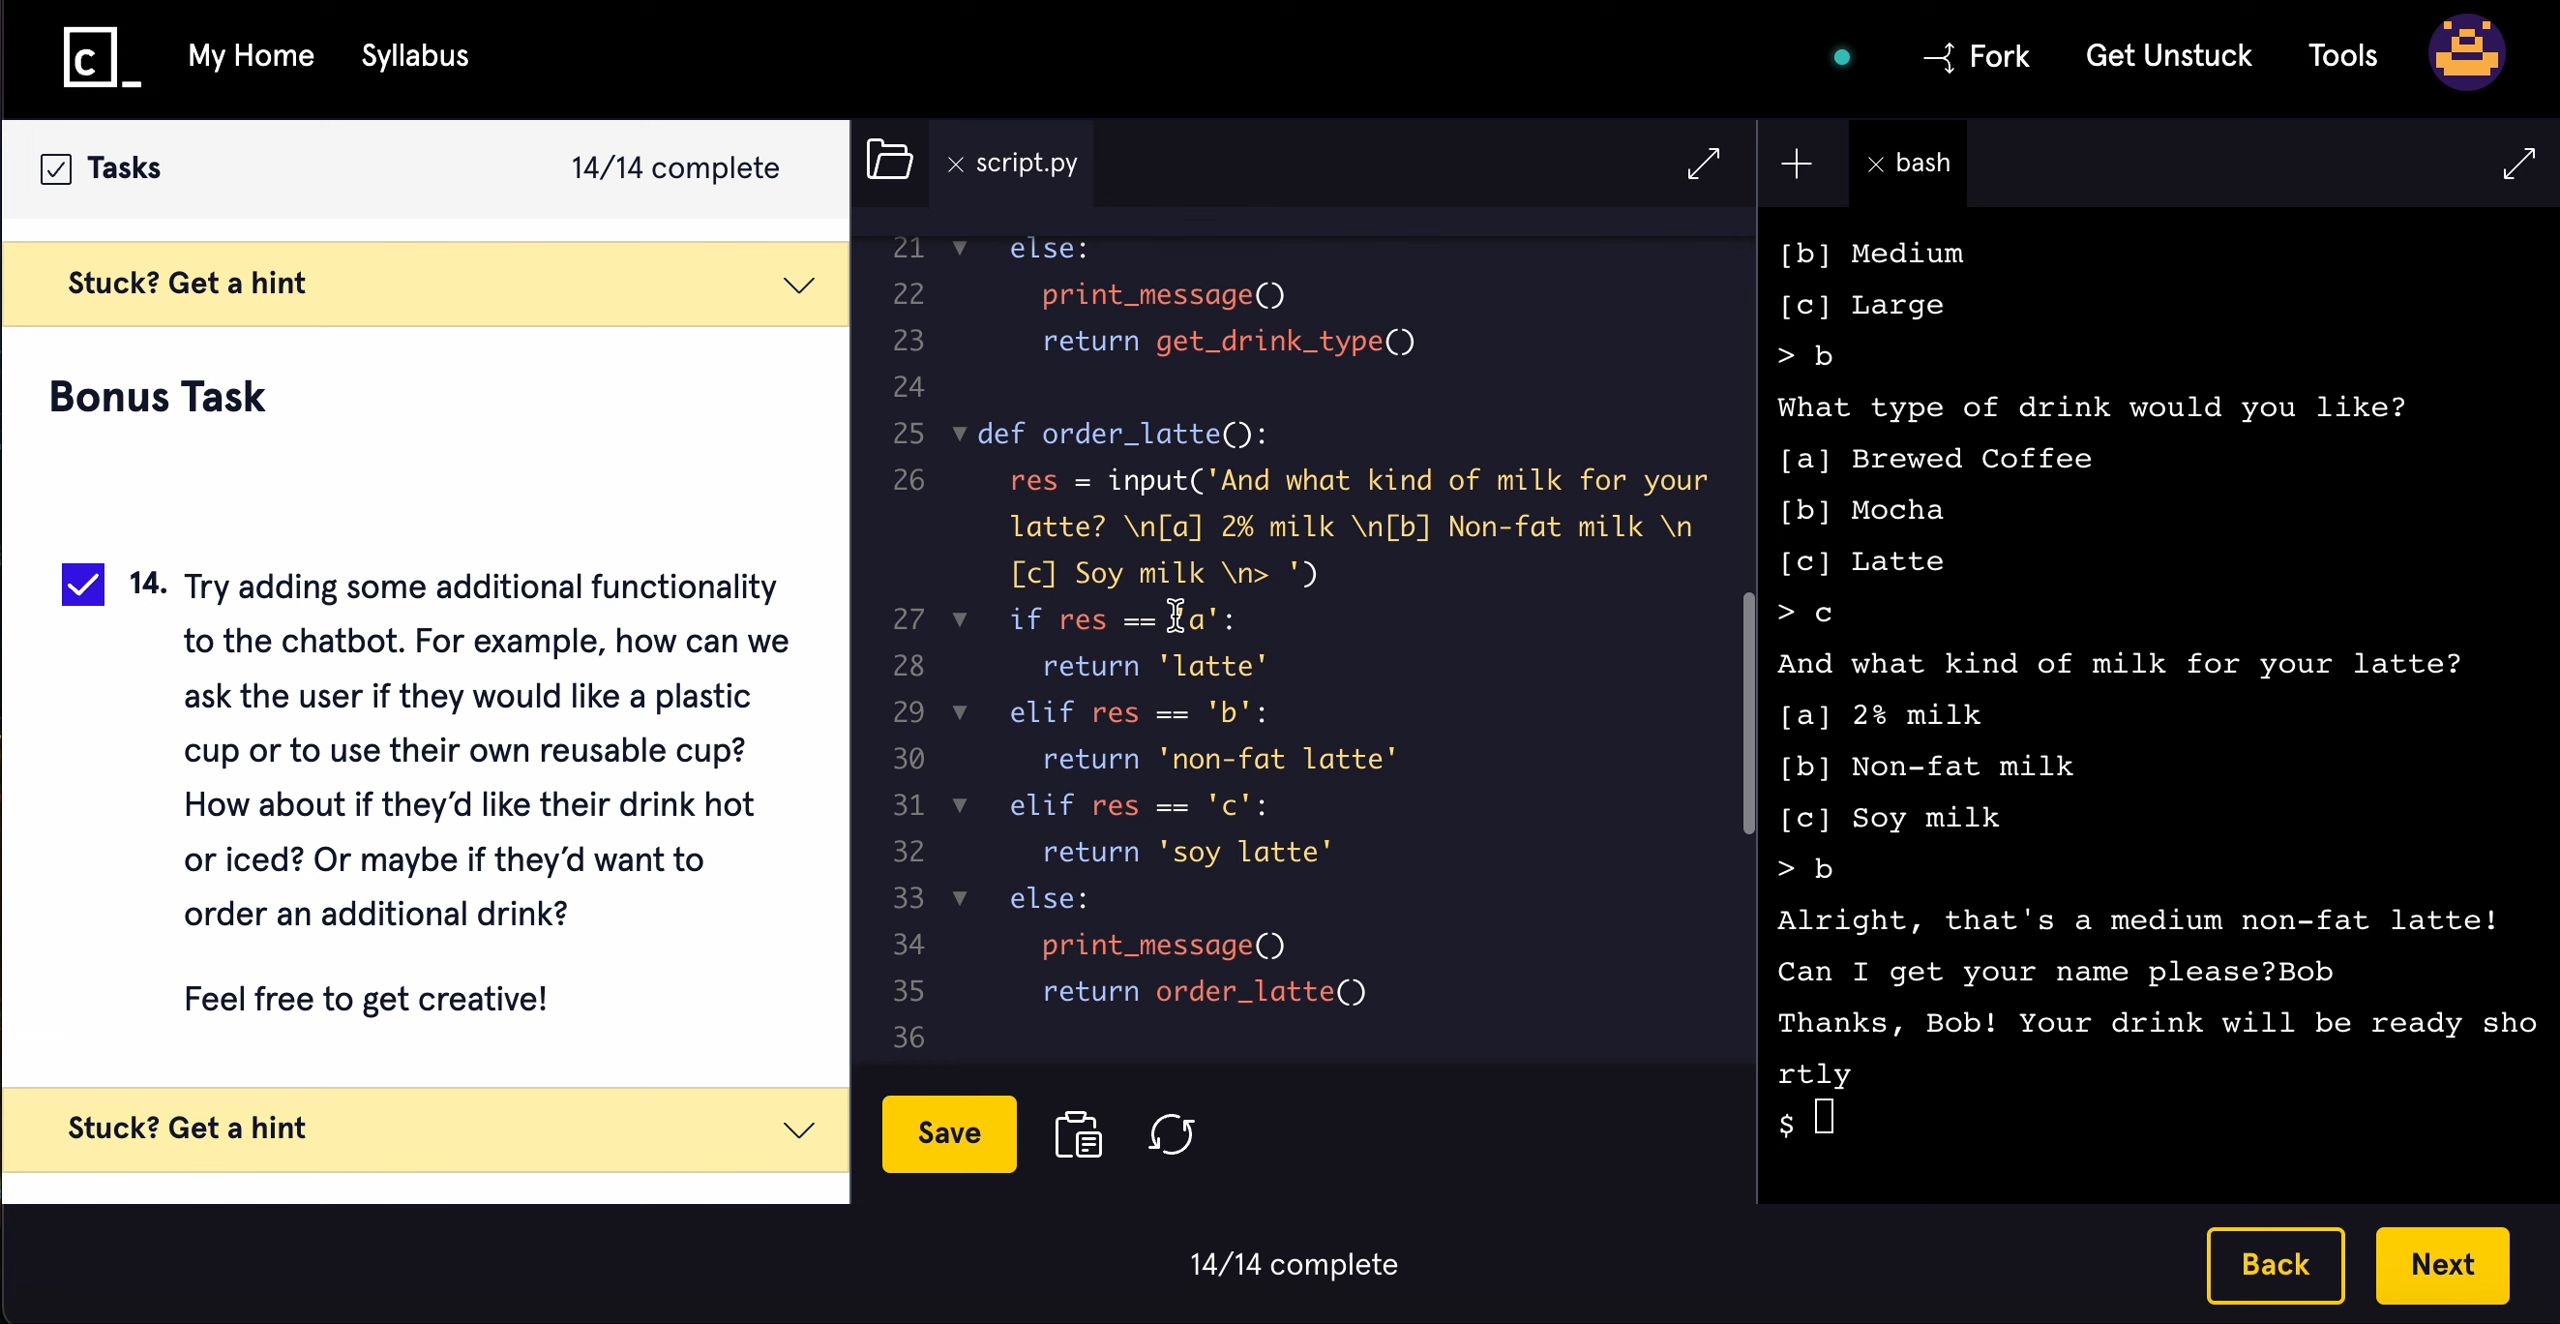 c_ My Home Syllabus Fork Get Unstuck Tools
Tasks 14/14 complete
Stuck? Get a hint
Bonus Task
14. Try adding some additional functionality
to the chatbot. For example, how can we
ask the user if they would like a plastic
cup or to use their own reusable cup?
How about if they’d like their drink hot
or iced? Or maybe if they’d want to
order an additional drink?
Feel free to get creative!
Stuck? Get a hint
script.py
21 else:
22 print_message()
23 return get_drink_type()
24
25 def order_latte():
26 res = input('And what kind of milk for your
latte? \n[a] 2% milk \n[b] Non-fat milk \n
[c] Soy milk \n> ')
27 if res == 'a':
28 return 'latte'
29 elif res == 'b':
30 return 'non-fat latte'
31 elif res == 'c':
32 return 'soy latte'
33 else:
34 print_message()
35 return order_latte()
36
Save
bash
[b] Medium
[c] Large
> b
What type of drink would you like?
[a] Brewed Coffee
[b] Mocha
[c] Latte
> c
And what kind of milk for your latte?
[a] 2% milk
[b] Non-fat milk
[c] Soy milk
> b
Alright, that's a medium non-fat latte!
Can I get your name please?Bob
Thanks, Bob! Your drink will be ready sho
rtly
$
14/14 complete
Back Next